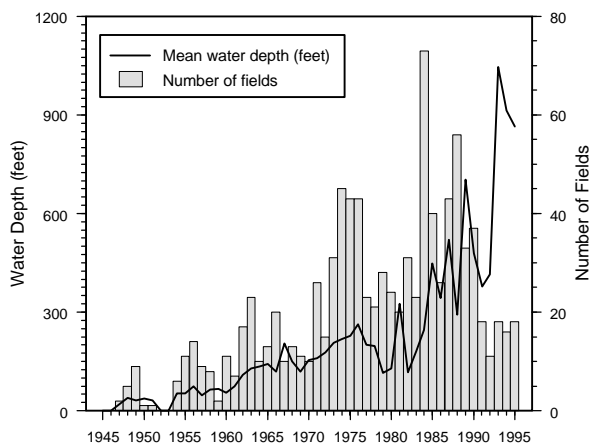 1200
80
Mean water depth (feet)
Number of fields
900
60
Water Depth (feet)
Number of Fields
600
40
300
20
0
0
1945 1950 1955 1960 1965 1970 1975 1980 1985 1990 1995